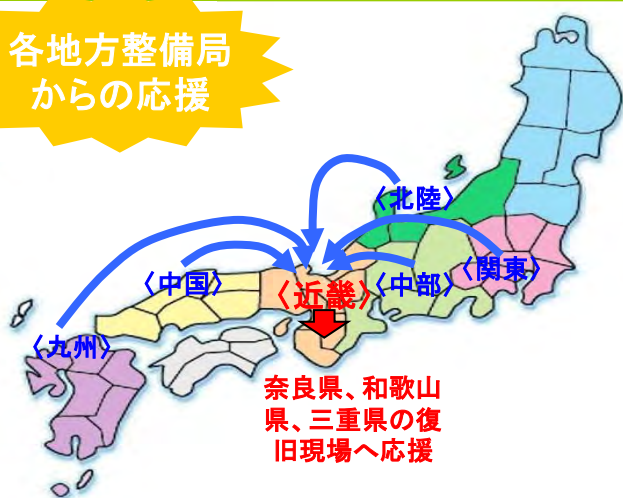 各地方整備局
からの応援
〈北陸〉
〈関東〉
〈中国〉
〈近畿〉
〈中部〉
〈九州〉
奈良県、和歌山
県、三重県の復
旧現場へ応援